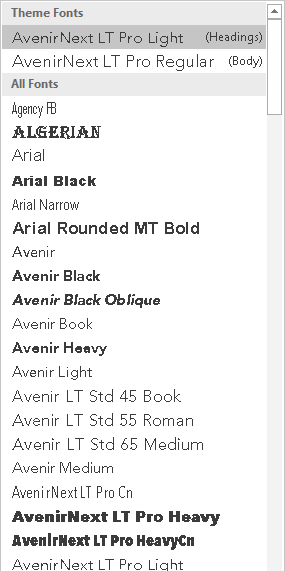 Theme Fonts
AvenirNext LT Pro Light (Headings)
AvenirNext LT Pro Regular (Body)
All Fonts
Agency FB
ALGERIAN
Arial
Arial Black
Arial Narrow
Arial Rounded MT Bold
Avenir
Avenir Black
Avenir Black Oblique
Avenir Book
Avenir Heavy
Avenir Light
Avenir LT Std 45 Book
Avenir LT Std 55 Roman
Avenir LT Std 65 Medium
Avenir Medium
AvenirNext LT Pro Cn
AvenirNext LT Pro Heavy
AvenirNext LT Pro HeavyCn
AvenirNext LT Pro Light